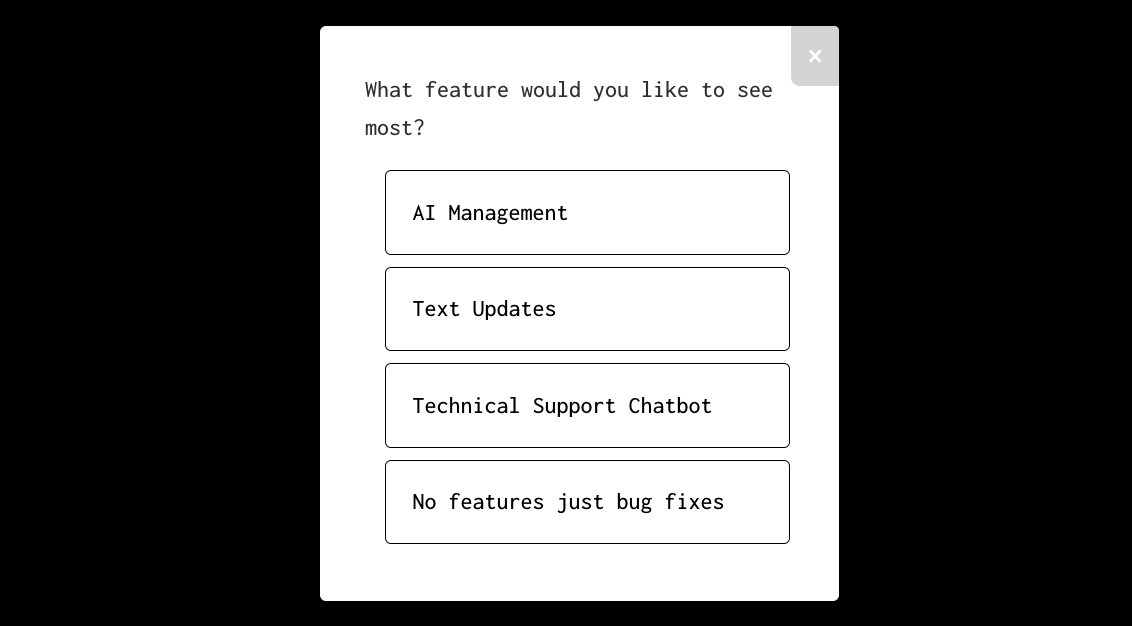 ×
What feature would you like to see
most?
AI Management
Text Updates
Technical Support Chatbot
No features just bug fixes